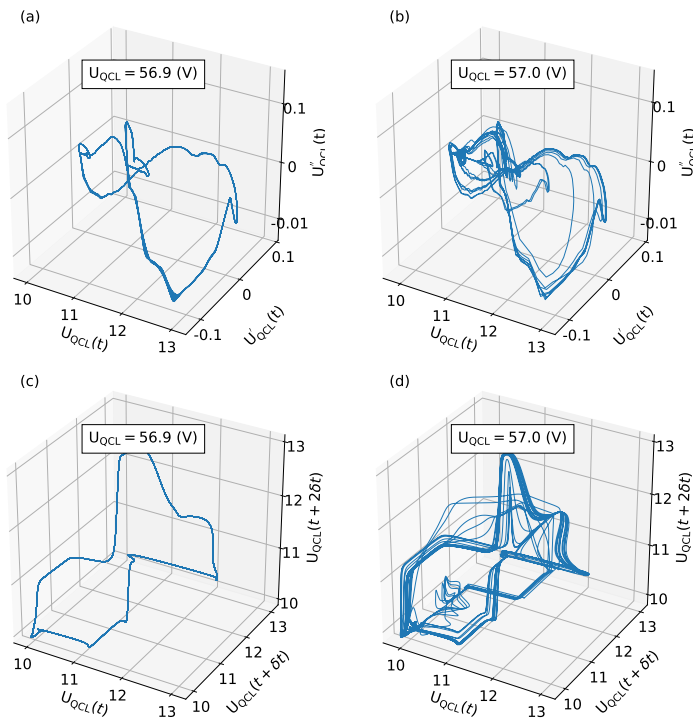 (a)
(b)
U_QCL = 56.9 (V)
U_QCL = 57.0 (V)
0.1
0
-0.01
U''_QCL(t)
0.1
0
-0.1
U'_QCL(t)
10
11
12
13
U_QCL(t)
0.1
0
-0.01
U''_QCL(t)
0.1
0
-0.1
U'_QCL(t)
10
11
12
13
U_QCL(t)
(c)
(d)
U_QCL = 56.9 (V)
U_QCL = 57.0 (V)
13
12
11
10
U_QCL(t + 2δt)
13
12
11
10
U_QCL(t + δt)
10
11
12
13
U_QCL(t)
13
12
11
10
U_QCL(t + 2δt)
13
12
11
10
U_QCL(t + δt)
10
11
12
13
U_QCL(t)